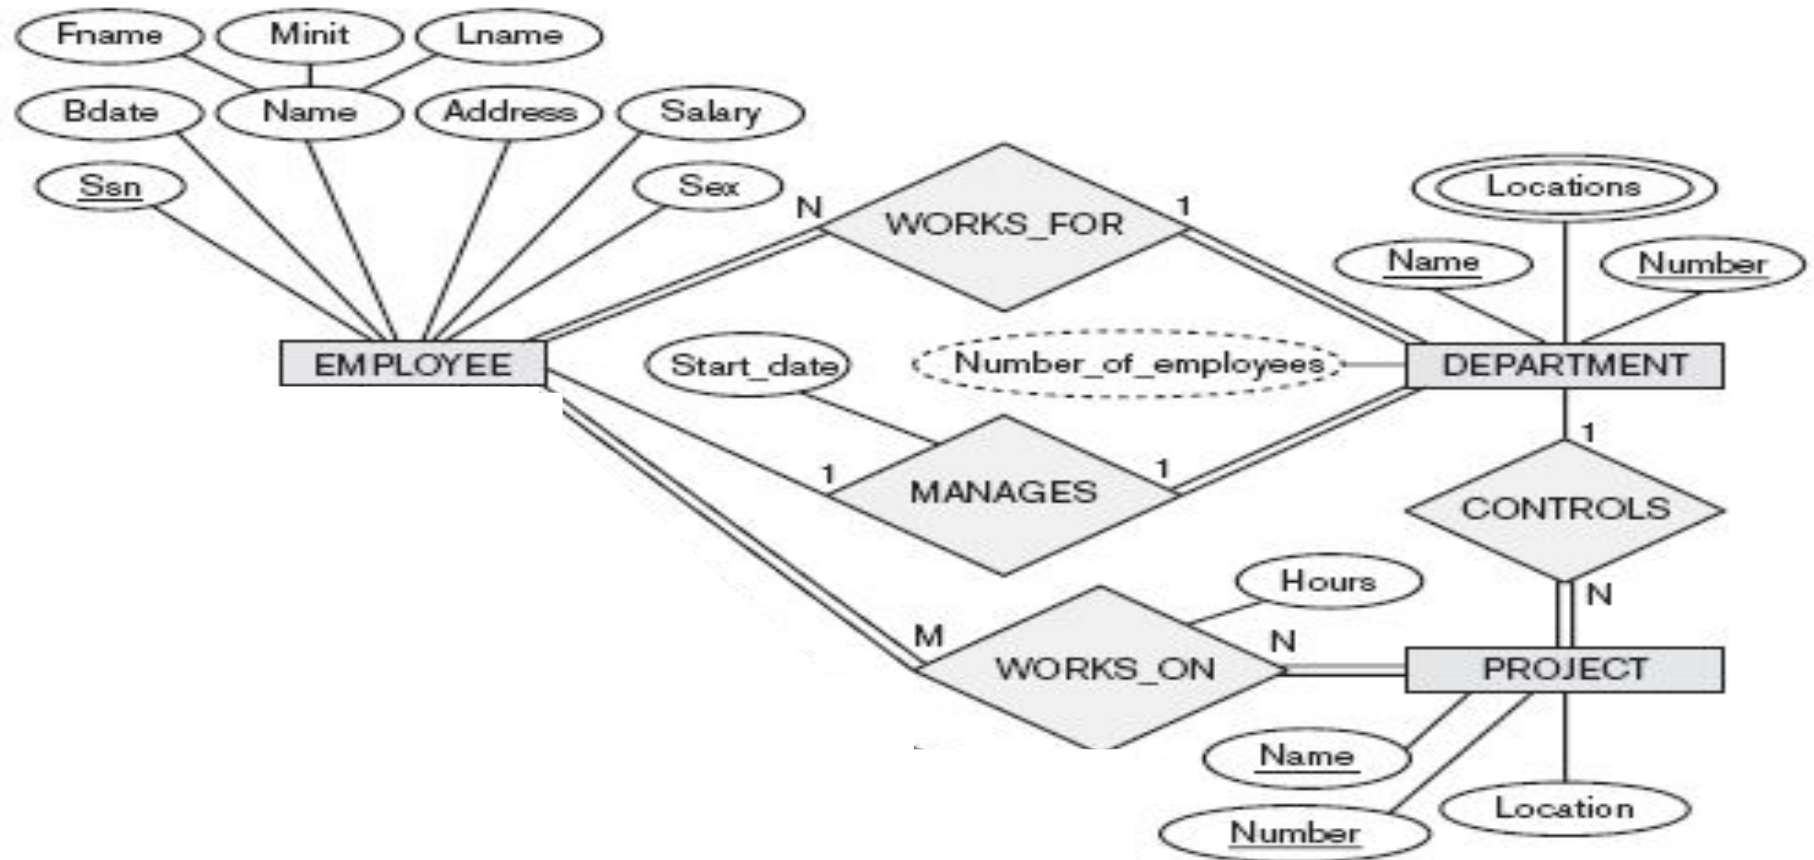 Fname Minit Lname
Bdate Name Address Salary
Ssn Sex
N WORKS_FOR 1
Locations
Name Number
EMPLOYEE Start_date Number_of_employees DEPARTMENT
1 MANAGES 1
1
CONTROLS
N
Hours
M WORKS_ON N
PROJECT
Name
Number
Location